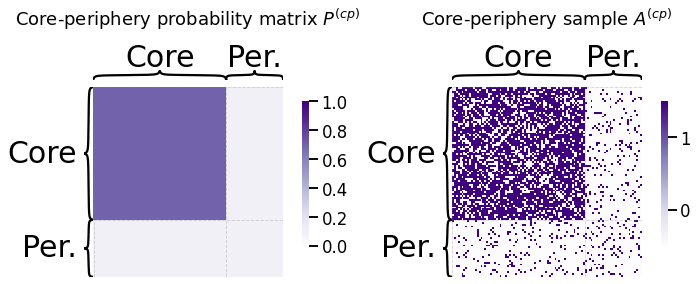 Core-periphery probability matrix P^(cp)
Core Per.
Core
Per.
1.0
0.8
0.6
0.4
0.2
0.0
Core-periphery sample A^(cp)
Core Per.
Core
Per.
1
0